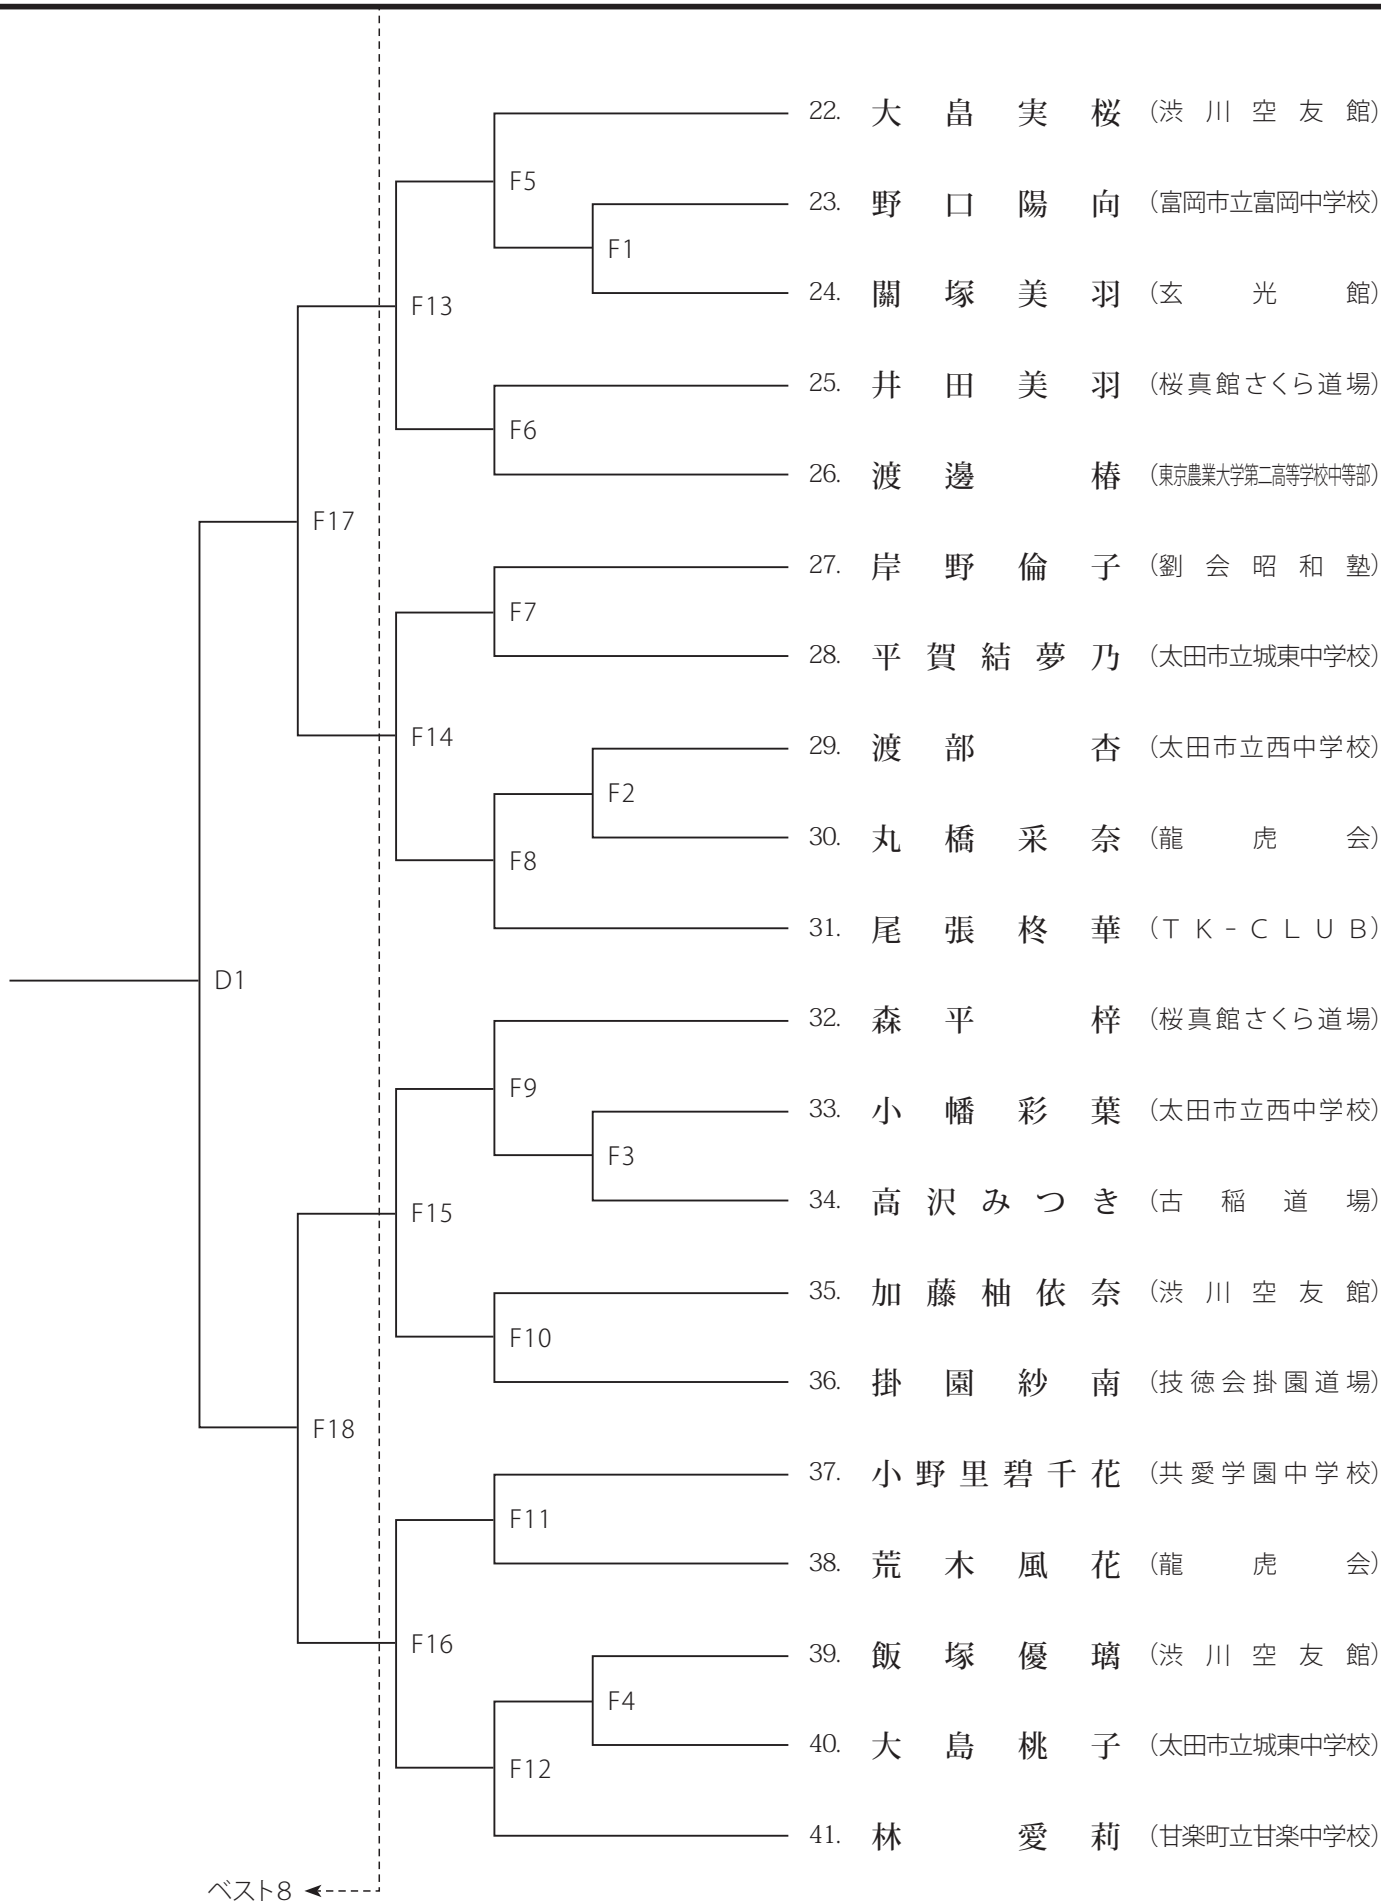 22. 大畠実桜 (渋川空友館)
F5
23. 野口陽向 (富岡市立富岡中学校)
F1
24. 關塚美羽 (玄光館)
F13
25. 井田美羽 (桜真館さくら道場)
F6
26. 渡邊椿 (東京農業大学第二高等学校中等部)
F17
27. 岸野倫子 (劉会昭和塾)
F7
28. 平賀結夢乃 (太田市立城東中学校)
F14
29. 渡部杏 (太田市立西中学校)
F2
30. 丸橋采奈 (龍虎会)
F8
31. 尾張柊華 (TK-CLUB)
D1
32. 森平梓 (桜真館さくら道場)
F9
33. 小幡彩葉 (太田市立西中学校)
F3
34. 高沢みつき (古稲道場)
F15
35. 加藤柚依奈 (渋川空友館)
F10
36. 掛園紗南 (技徳会掛園道場)
F18
37. 小野里碧千花 (共愛学園中学校)
F11
38. 荒木風花 (龍虎会)
F16
39. 飯塚優璃 (渋川空友館)
F4
40. 大島桃子 (太田市立城東中学校)
F12
41. 林愛莉 (甘楽町立甘楽中学校)
ベスト8